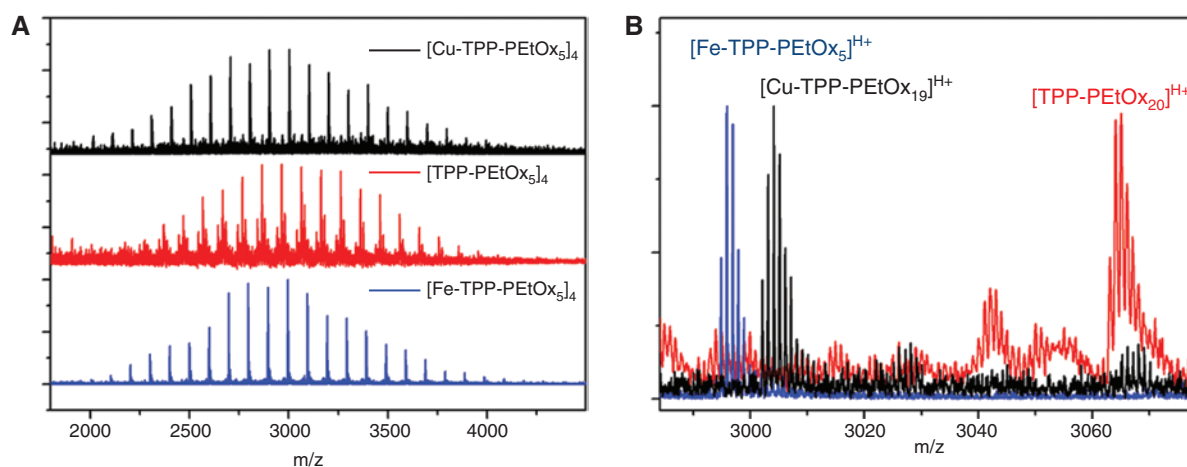 A
[Cu-TPP-PEtOx₅]₄
[TPP-PEtOx₅]₄
[Fe-TPP-PEtOx₅]₄
2000 2500 3000 3500 4000
m/z
B
[Fe-TPP-PEtOx₅]ᴴ⁺
[Cu-TPP-PEtOx₁₉]ᴴ⁺
[TPP-PEtOx₂₀]ᴴ⁺
3000 3020 3040 3060
m/z